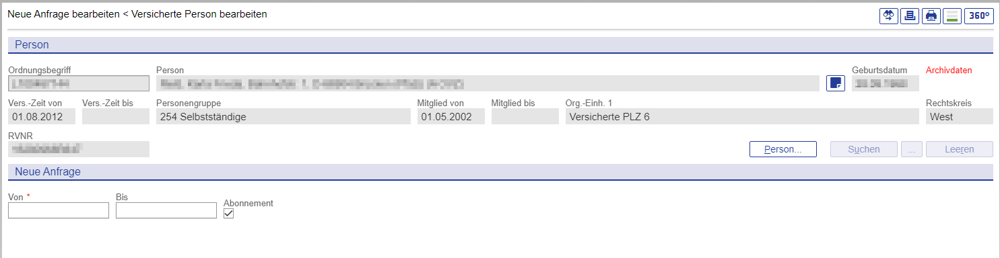 Neue Anfrage bearbeiten < Versicherte Person bearbeiten
360°
Person
Ordnungsbegriff Person Geburtsdatum Archivdaten
Vers.-Zeit von Vers.-Zeit bis Personengruppe Mitglied von Mitglied bis Org.-Einh. 1 Rechtskreis
01.08.2012 254 Selbstständige 01.05.2002 Versicherte PLZ 6 West
RVNR
Person... Suchen ... Leeren
Neue Anfrage
Von * Bis Abonnement